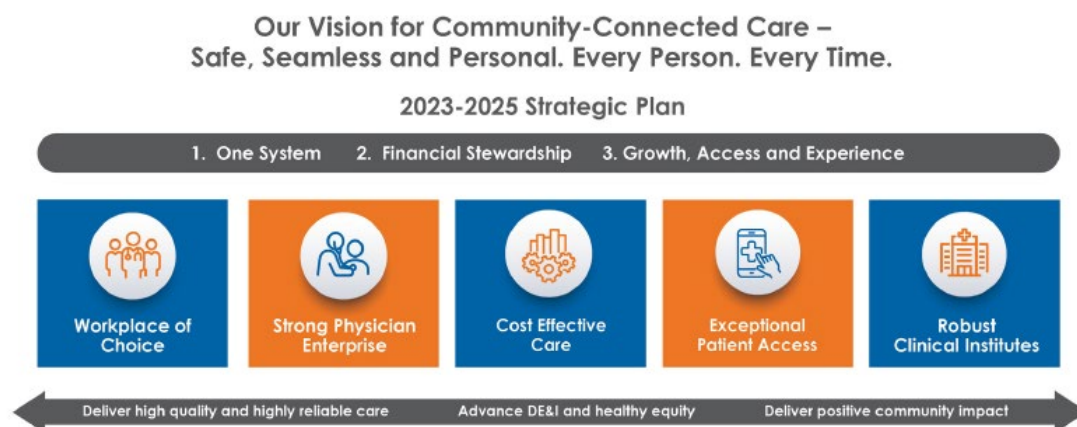 Our Vision for Community-Connected Care –
Safe, Seamless and Personal. Every Person. Every Time.
2023-2025 Strategic Plan
1. One System 2. Financial Stewardship 3. Growth, Access and Experience
Workplace of
Choice
Strong Physician
Enterprise
Cost Effective
Care
Exceptional
Patient Access
Robust
Clinical Institutes
Deliver high quality and highly reliable care Advance DE&I and healthy equity Deliver positive community impact